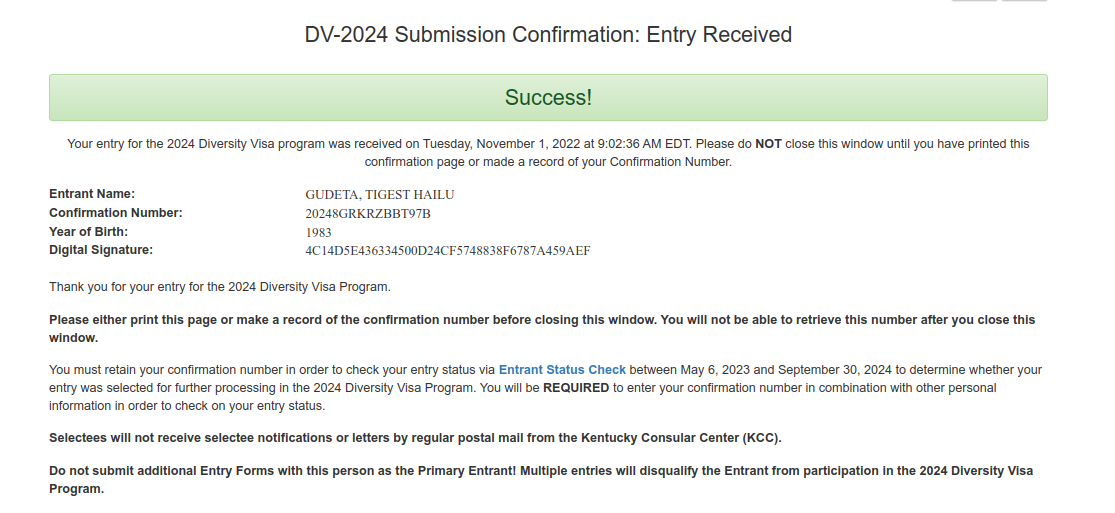 DV-2024 Submission Confirmation: Entry Received
Success!
Your entry for the 2024 Diversity Visa program was received on Tuesday, November 1, 2022 at 9:02:36 AM EDT. Please do NOT close this window until you have printed this
confirmation page or made a record of your Confirmation Number.
Entrant Name: GUDETA, TIGEST HAILU
Confirmation Number: 20248GRKRZBBT97B
Year of Birth: 1983
Digital Signature: 4C14D5E436334500D24CF5748838F6787A459AEF
Thank you for your entry for the 2024 Diversity Visa Program.
Please either print this page or make a record of the confirmation number before closing this window. You will not be able to retrieve this number after you close this
window.
You must retain your confirmation number in order to check your entry status via Entrant Status Check between May 6, 2023 and September 30, 2024 to determine whether your
entry was selected for further processing in the 2024 Diversity Visa Program. You will be REQUIRED to enter your confirmation number in combination with other personal
information in order to check on your entry status.
Selectees will not receive selectee notifications or letters by regular postal mail from the Kentucky Consular Center (KCC).
Do not submit additional Entry Forms with this person as the Primary Entrant! Multiple entries will disqualify the Entrant from participation in the 2024 Diversity Visa
Program.